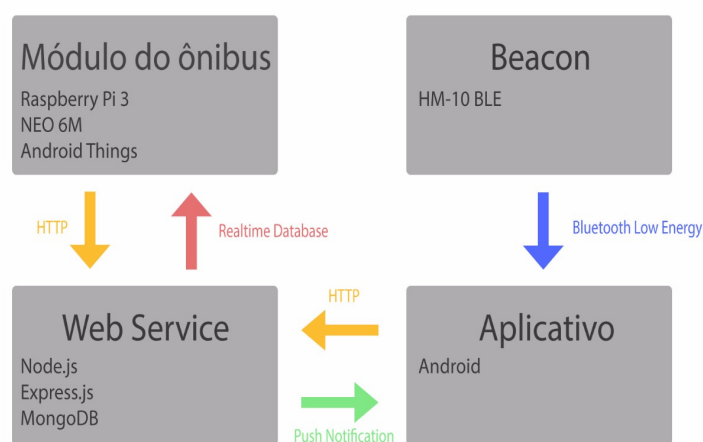 Módulo do ônibus
Raspberry Pi 3
NEO 6M
Android Things
Beacon
HM-10 BLE
HTTP
Realtime Database
Bluetooth Low Energy
Web Service
Node.js
Express.js
MongoDB
HTTP
Push Notification
Aplicativo
Android